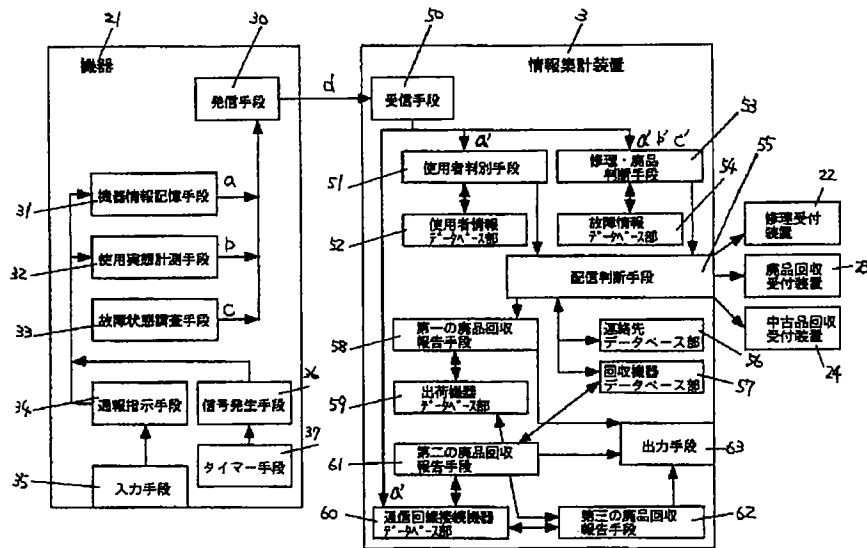 21
30
50
3
機器
情報集計装置
発信手段
d
受信手段
53
a'
a' b' c'
55
51
使用者判別手段
修理・廃品
判断手段
54
22
機器情報記憶手段
a
31
52
使用者情報
データベース部
故障情報
データベース部
修理受付
装置
使用実態計測手段
b
32
配信判断手段
廃品回収
受付装置
23
故障状態調査手段
c
33
58
第一の廃品回収
報告手段
連絡先
データベース部
中古品回収
受付装置
56
24
36
回収機器
データベース部
57
34
通報指示手段
信号発生手段
59
出荷機器
データベース部
37
出力手段
63
タイマー手段
61
第二の廃品回収
報告手段
35
入力手段
a'
60
通信回線接続機器
データベース部
第三の廃品回収
報告手段
62